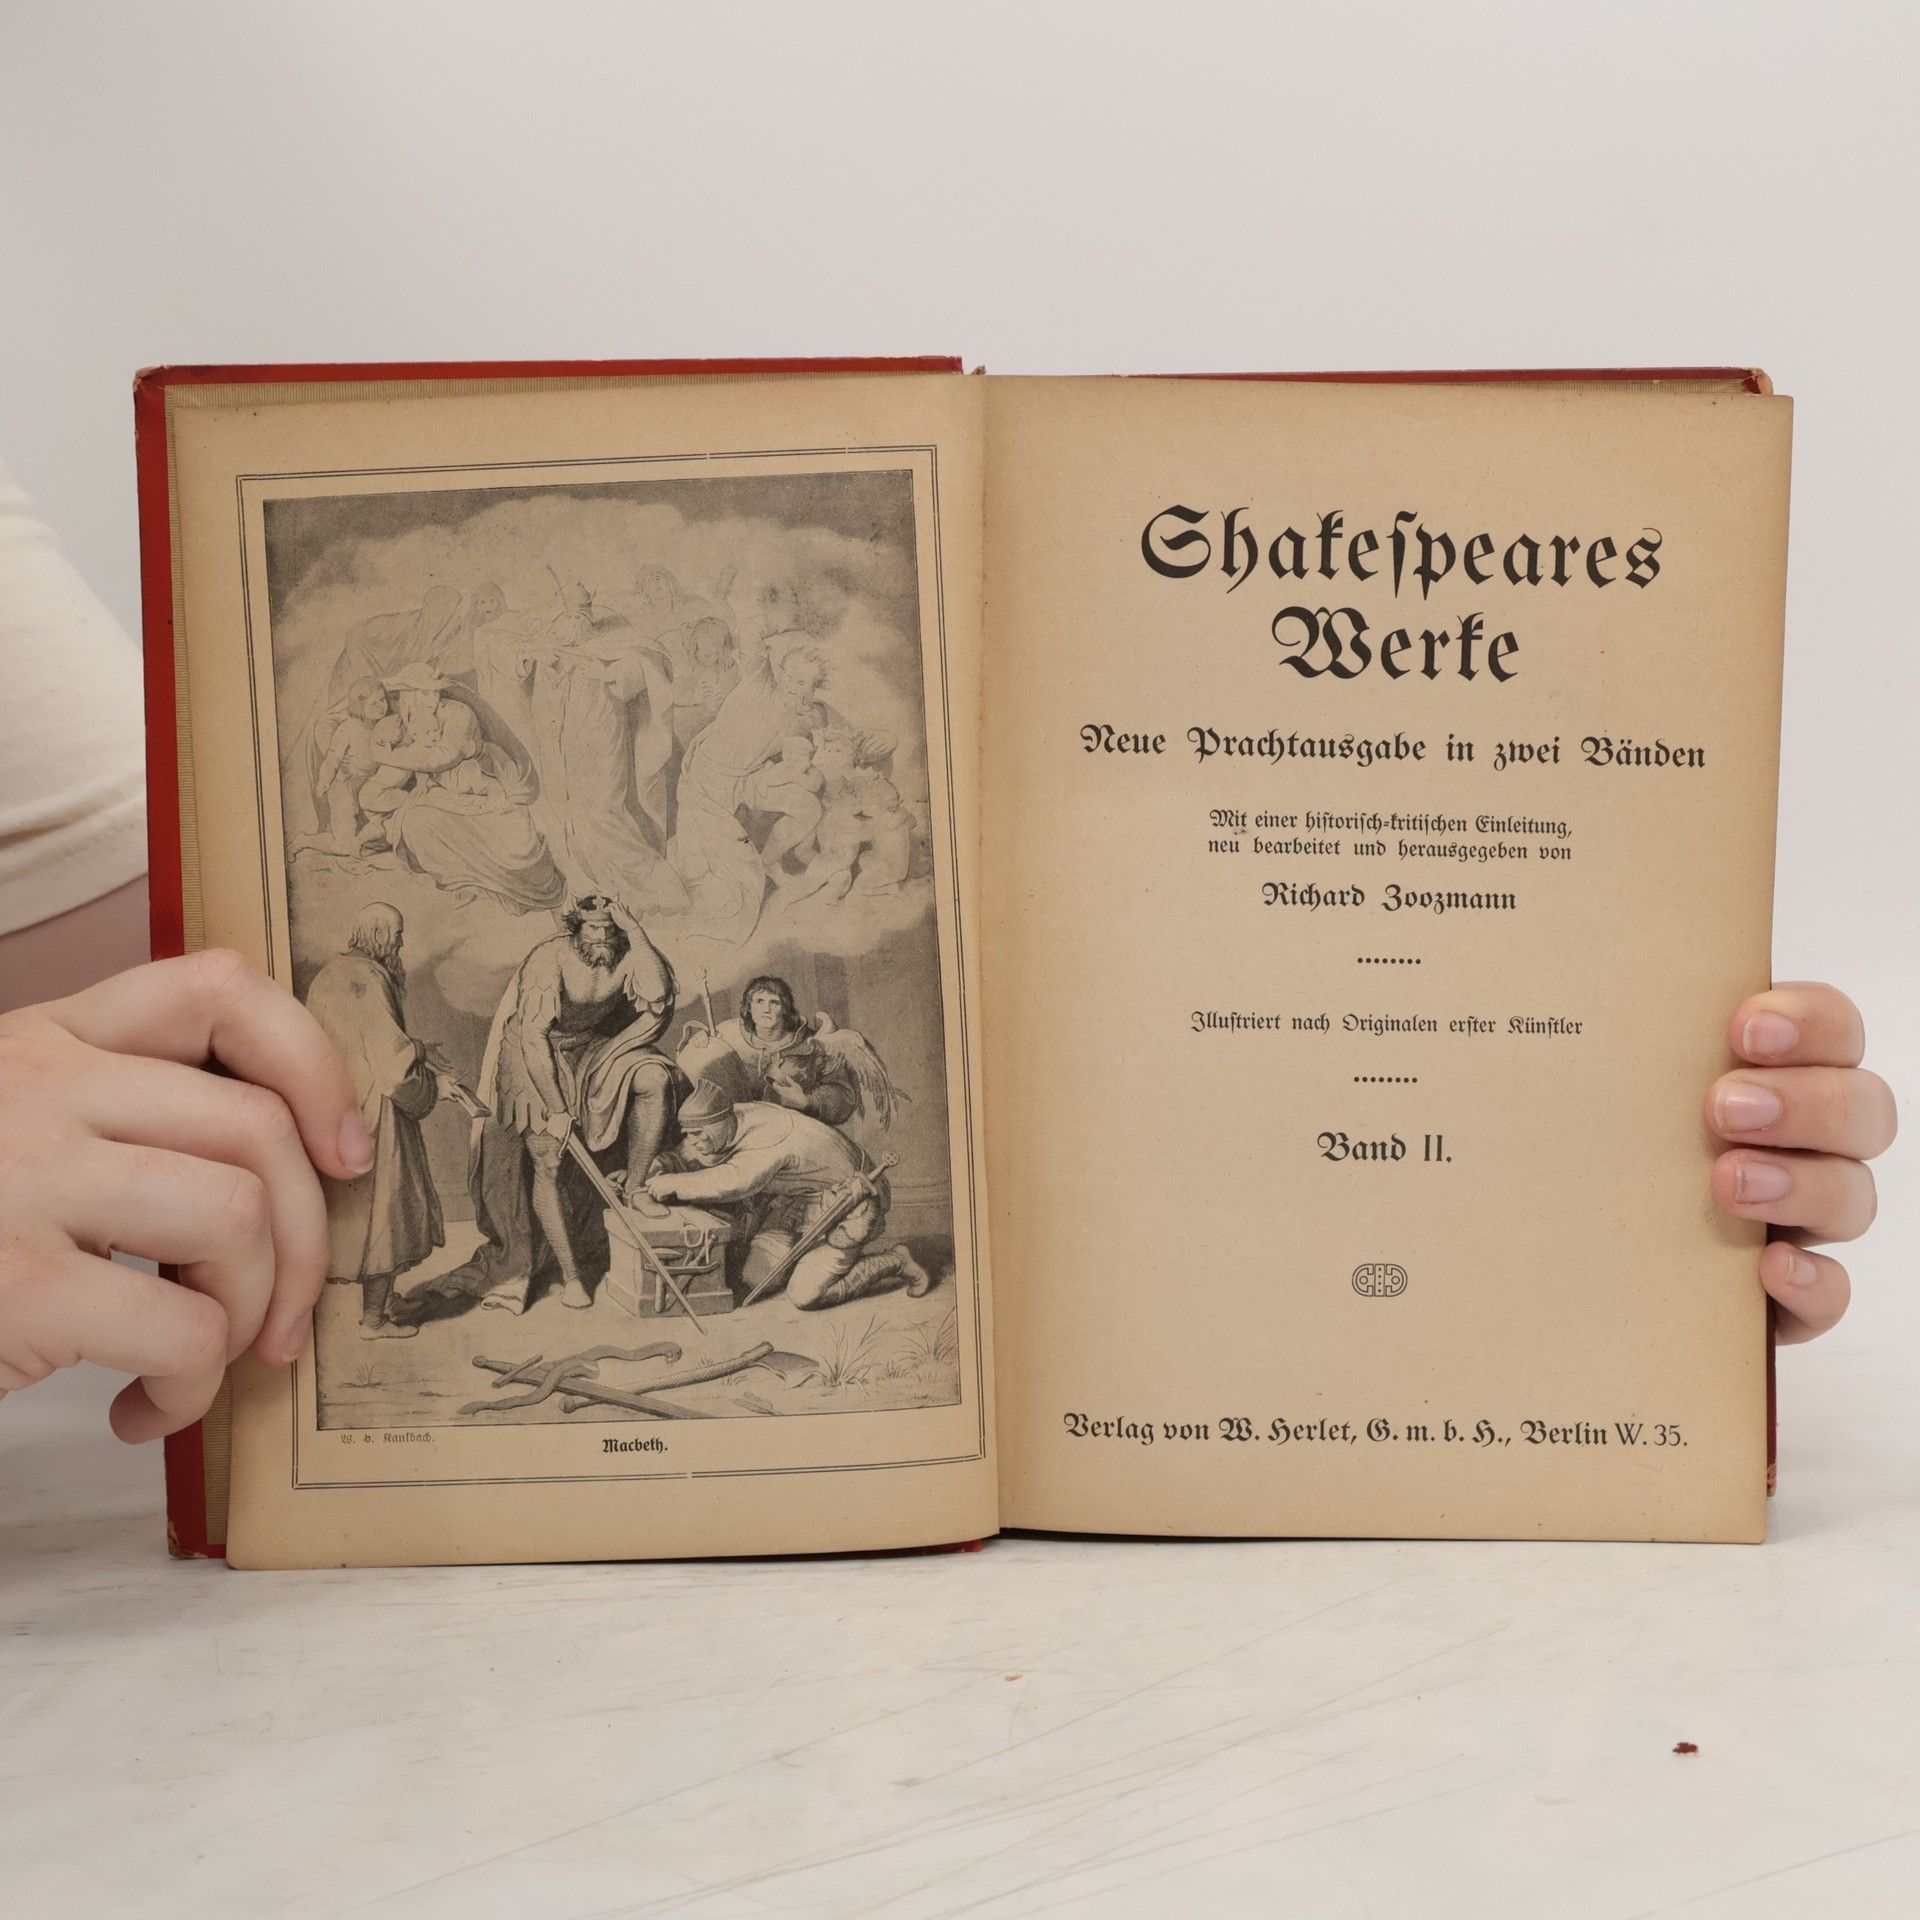 W. v. Kaulbach.
Macbeth.
Shakeſpeares
Werke
Neue Prachtausgabe in zwei Bänden
Mit einer hiſtoriſch-kritiſchen Einleitung,
neu bearbeitet und herausgegeben von
Richard Zoozmann
Illuſtriert nach Originalen erſter Künſtler
Band II.
Verlag von W. Herlet, G. m. b. H., Berlin W. 35.